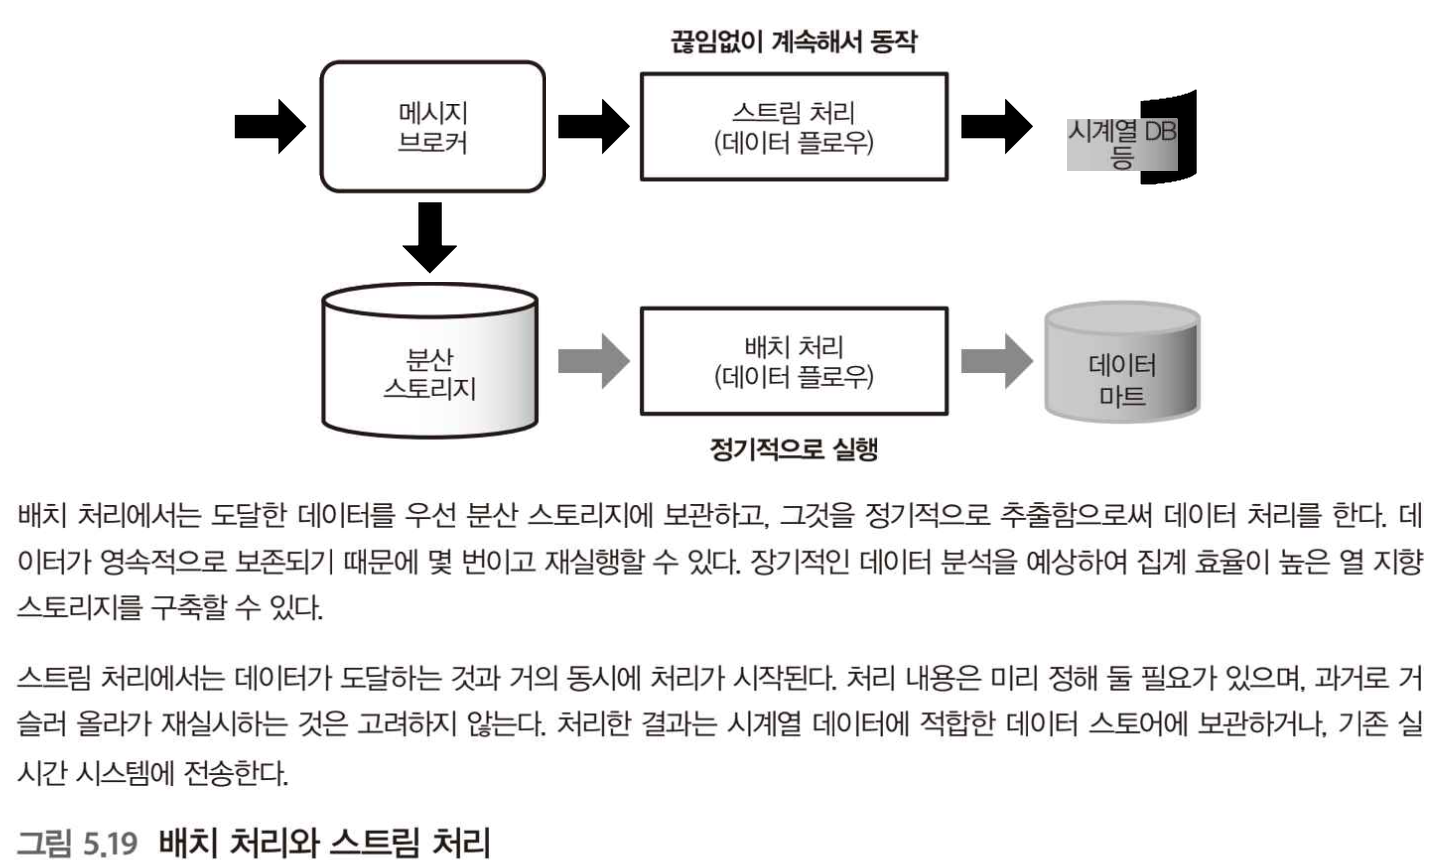 끊임없이 계속해서 동작
메시지
브로커
스트림 처리
(데이터 플로우)
시계열 DB
등
분산
스토리지
배치 처리
(데이터 플로우)
데이터
마트
정기적으로 실행
배치 처리에서는 도달한 데이터를 우선 분산 스토리지에 보관하고, 그것을 정기적으로 추출함으로써 데이터 처리를 한다. 데
이터가 영속적으로 보존되기 때문에 몇 번이고 재실행할 수 있다. 장기적인 데이터 분석을 예상하여 집계 효율이 높은 열 지향
스토리지를 구축할 수 있다.
스트림 처리에서는 데이터가 도달하는 것과 거의 동시에 처리가 시작된다. 처리 내용은 미리 정해 둘 필요가 있으며, 과거로 거
슬러 올라가 재실시하는 것은 고려하지 않는다. 처리한 결과는 시계열 데이터에 적합한 데이터 스토어에 보관하거나, 기존 실
시간 시스템에 전송한다.
그림 5.19 배치 처리와 스트림 처리